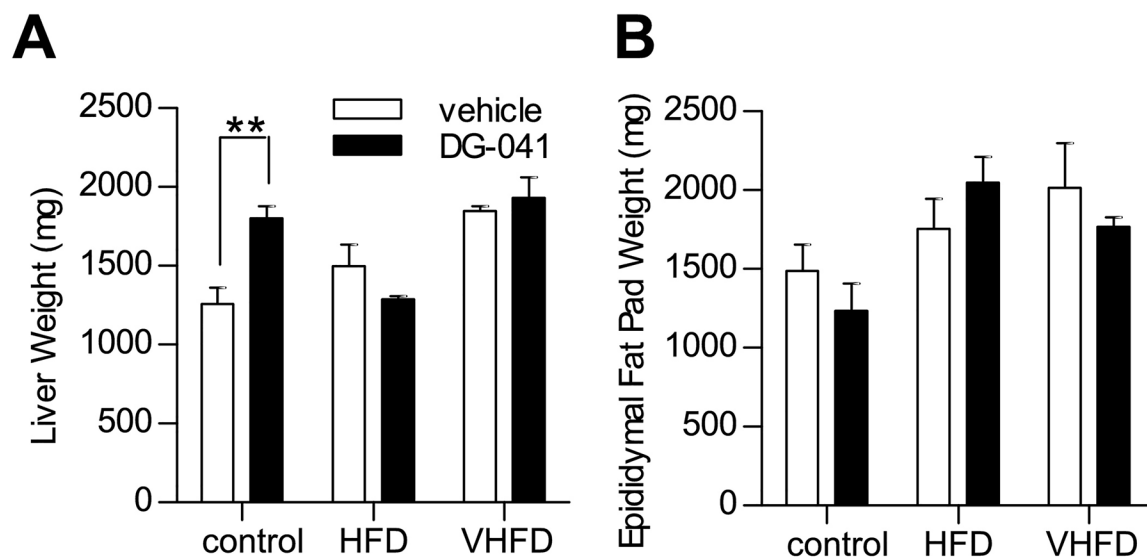 A
Liver Weight (mg)
2500
2000
1500
1000
500
0
**
vehicle
DG-041
control HFD VHFD
B
Epididymal Fat Pad Weight (mg)
2500
2000
1500
1000
500
0
control HFD VHFD